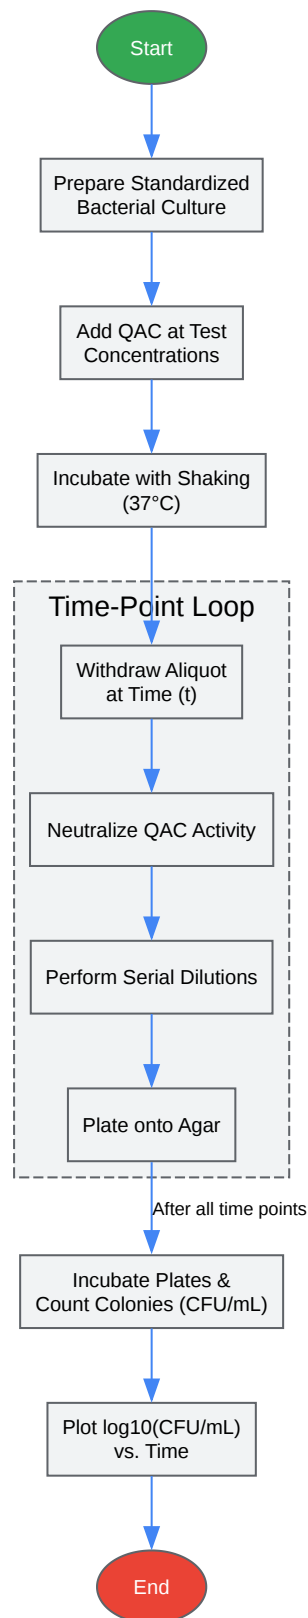 Start
Prepare Standardized
Bacterial Culture
Add QAC at Test
Concentrations
Incubate with Shaking
(37°C)
Time-Point Loop
Withdraw Aliquot
at Time (t)
Neutralize QAC Activity
Perform Serial Dilutions
Plate onto Agar
After all time points
Incubate Plates &
Count Colonies (CFU/mL)
Plot log10(CFU/mL)
vs. Time
End